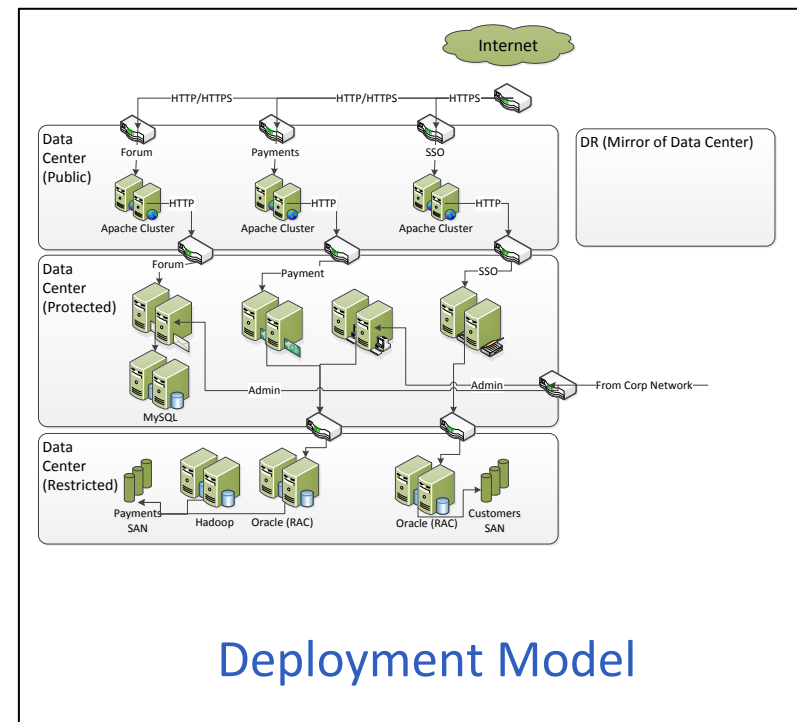 Internet
HTTP/HTTPS
HTTP/HTTPS
HTTPS
Data
Center
(Public)
Forum
Payments
SSO
DR (Mirror of Data Center)
HTTP
HTTP
HTTP
Apache Cluster
Apache Cluster
Apache Cluster
Data
Center
(Protected)
Forum
Payment
SSO
Admin
Admin
From Corp Network
MySQL
Data
Center
(Restricted)
Payments
SAN
Hadoop
Oracle (RAC)
Oracle (RAC)
Customers
SAN
Deployment Model